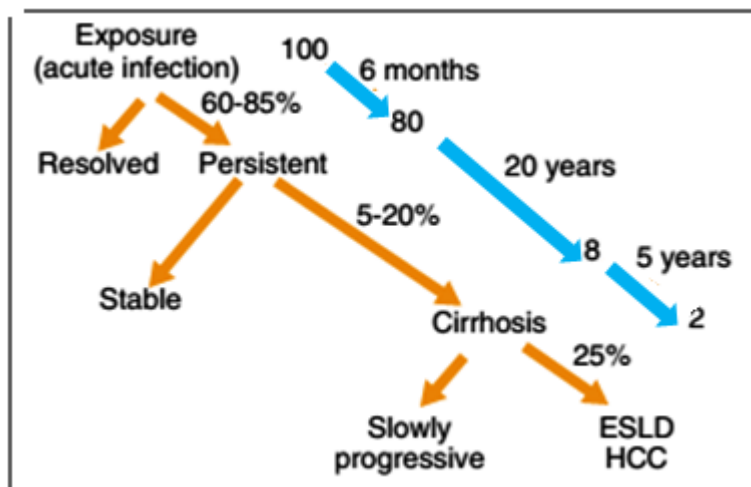 Exposure
(acute infection)
100
6 months
60-85%
80
Resolved
Persistent
20 years
5-20%
8
5 years
Stable
2
Cirrhosis
25%
Slowly
progressive
ESLD
HCC